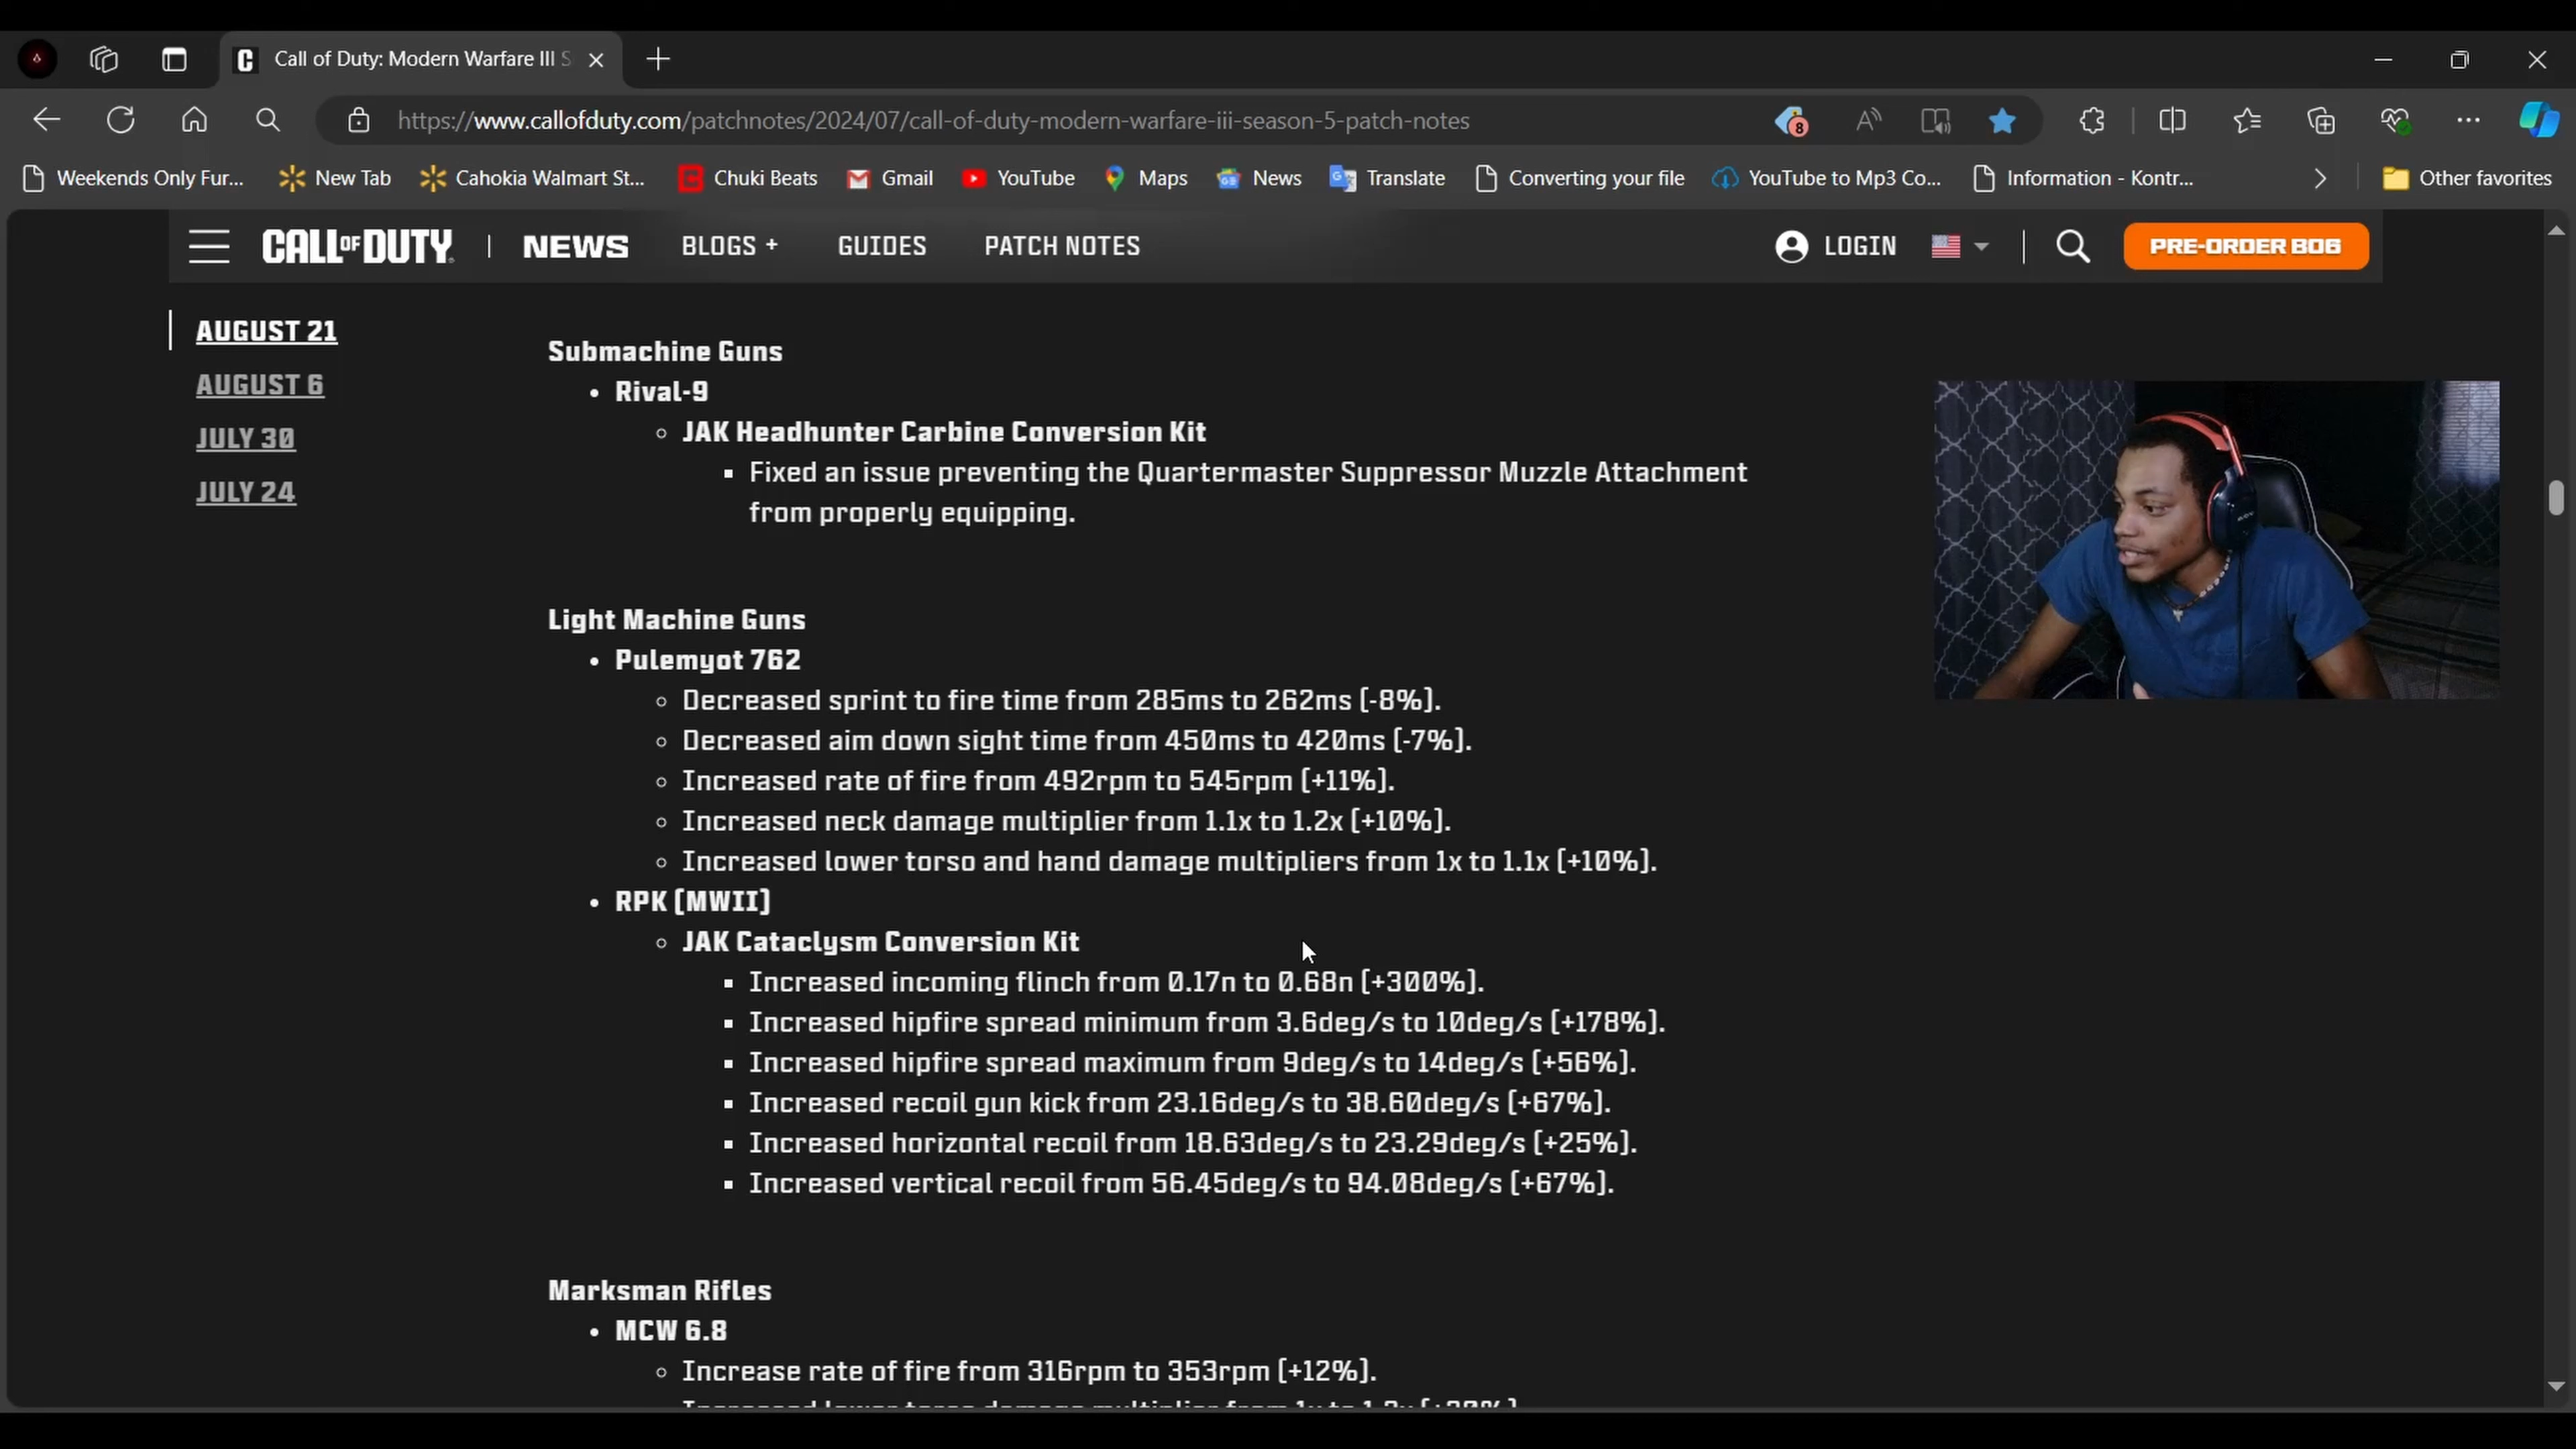 Call of Duty: Modern Warfare III S
https://www.callofduty.com/patchnotes/2024/07/call-of-duty-modern-warfare-iii-season-5-patch-notes
8
Weekends Only Fur...
New Tab
Cahokia Walmart St...
Chuki Beats
Gmail
YouTube
Maps
News
Translate
Converting your file
YouTube to Mp3 Co...
Information - Kontr...
Other favorites
CALL OF DUTY
NEWS
BLOGS +
GUIDES
PATCH NOTES
LOGIN
PRE-ORDER BO6
AUGUST 21
AUGUST 6
JULY 30
JULY 24
Submachine Guns
Rival-9
JAK Headhunter Carbine Conversion Kit
Fixed an issue preventing the Quartermaster Suppressor Muzzle Attachment
from properly equipping.
Light Machine Guns
Pulemyot 762
Decreased sprint to fire time from 285ms to 262ms [-8%].
Decreased aim down sight time from 450ms to 420ms [-7%].
Increased rate of fire from 492rpm to 545rpm [+11%].
Increased neck damage multiplier from 1.1x to 1.2x [+10%].
Increased lower torso and hand damage multipliers from 1x to 1.1x [+10%].
RPK [MWII]
JAK Cataclysm Conversion Kit
Increased incoming flinch from 0.17n to 0.68n [+300%].
Increased hipfire spread minimum from 3.6deg/s to 10deg/s [+178%].
Increased hipfire spread maximum from 9deg/s to 14deg/s [+56%].
Increased recoil gun kick from 23.16deg/s to 38.60deg/s [+67%].
Increased horizontal recoil from 18.63deg/s to 23.29deg/s [+25%].
Increased vertical recoil from 56.45deg/s to 94.08deg/s [+67%].
Marksman Rifles
MCW 6.8
Increase rate of fire from 316rpm to 353rpm [+12%].